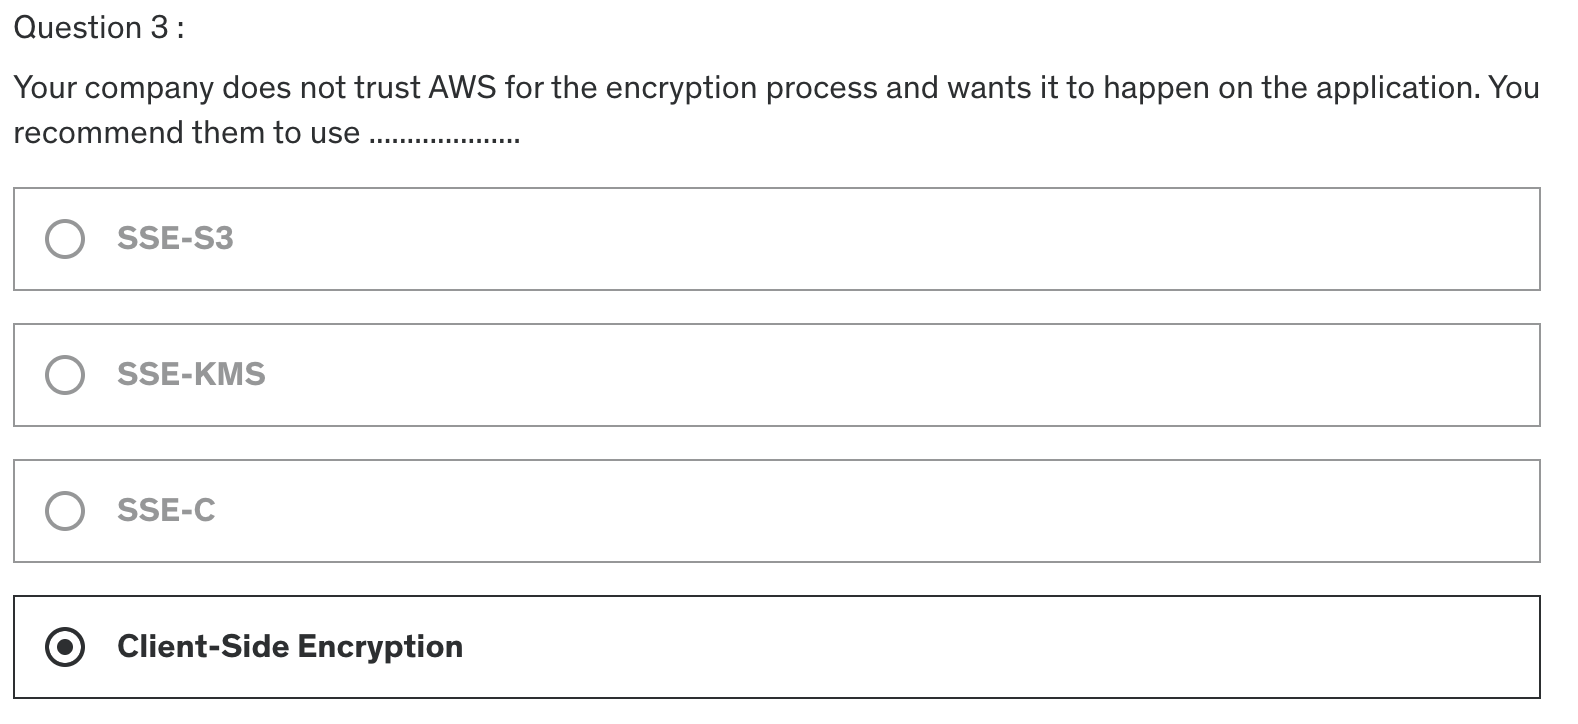 Question 3 :
Your company does not trust AWS for the encryption process and wants it to happen on the application. You
recommend them to use ....................
SSE-S3
SSE-KMS
SSE-C
Client-Side Encryption